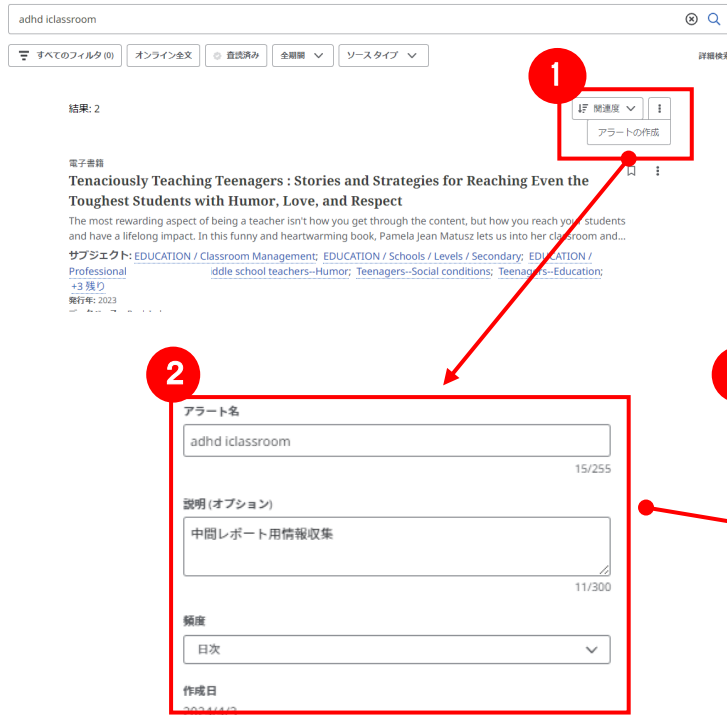 adhd iclassroom
すべてのフィルタ (0) オンライン全文 査読済み 全期間 ソース タイプ 詳細検索
1
結果: 2 関連度
アラートの作成
電子書籍
Tenaciously Teaching Teenagers : Stories and Strategies for Reaching Even the
Toughest Students with Humor, Love, and Respect
The most rewarding aspect of being a teacher isn't how you get through the content, but how you reach your students
and have a lifelong impact. In this funny and heartwarming book, Pamela Jean Matusz lets us into her classroom and...
サブジェクト: EDUCATION / Classroom Management; EDUCATION / Schools / Levels / Secondary; EDUCATION /
Professional iddle school teachers--Humor; Teenagers--Social conditions; Teenagers--Education;
+3 残り
発行年: 2023
2
アラート名
adhd iclassroom
15/255
説明 (オプション)
中間レポート用情報収集
11/300
頻度
日次
作成日
2024/4/3